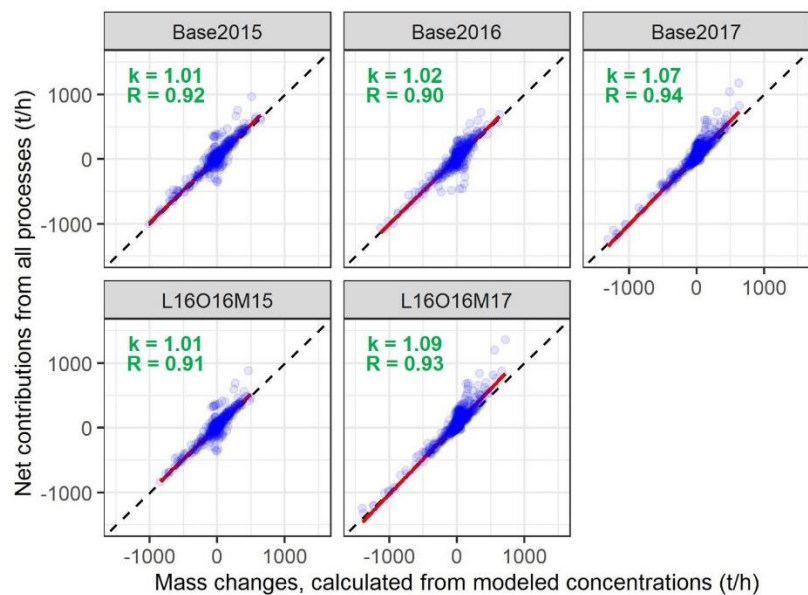 Base2015
Base2016
Base2017
k = 1.01
R = 0.92
k = 1.02
R = 0.90
k = 1.07
R = 0.94
1000
0
-1000
-1000 0 1000
L16O16M15
L16O16M17
k = 1.01
R = 0.91
k = 1.09
R = 0.93
1000
0
-1000
-1000 0 1000
-1000 0 1000
Net contributions from all processes (t/h)
Mass changes, calculated from modeled concentrations (t/h)